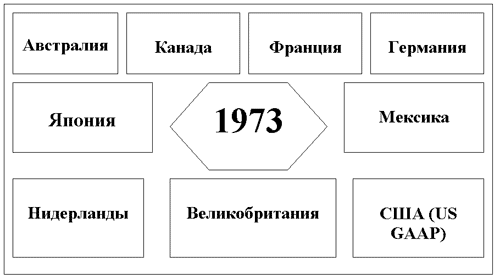 Австралия
Канада
Франция
Германия
Япония
1973
Мексика
Нидерланды
Великобритания
США (US
GAAP)